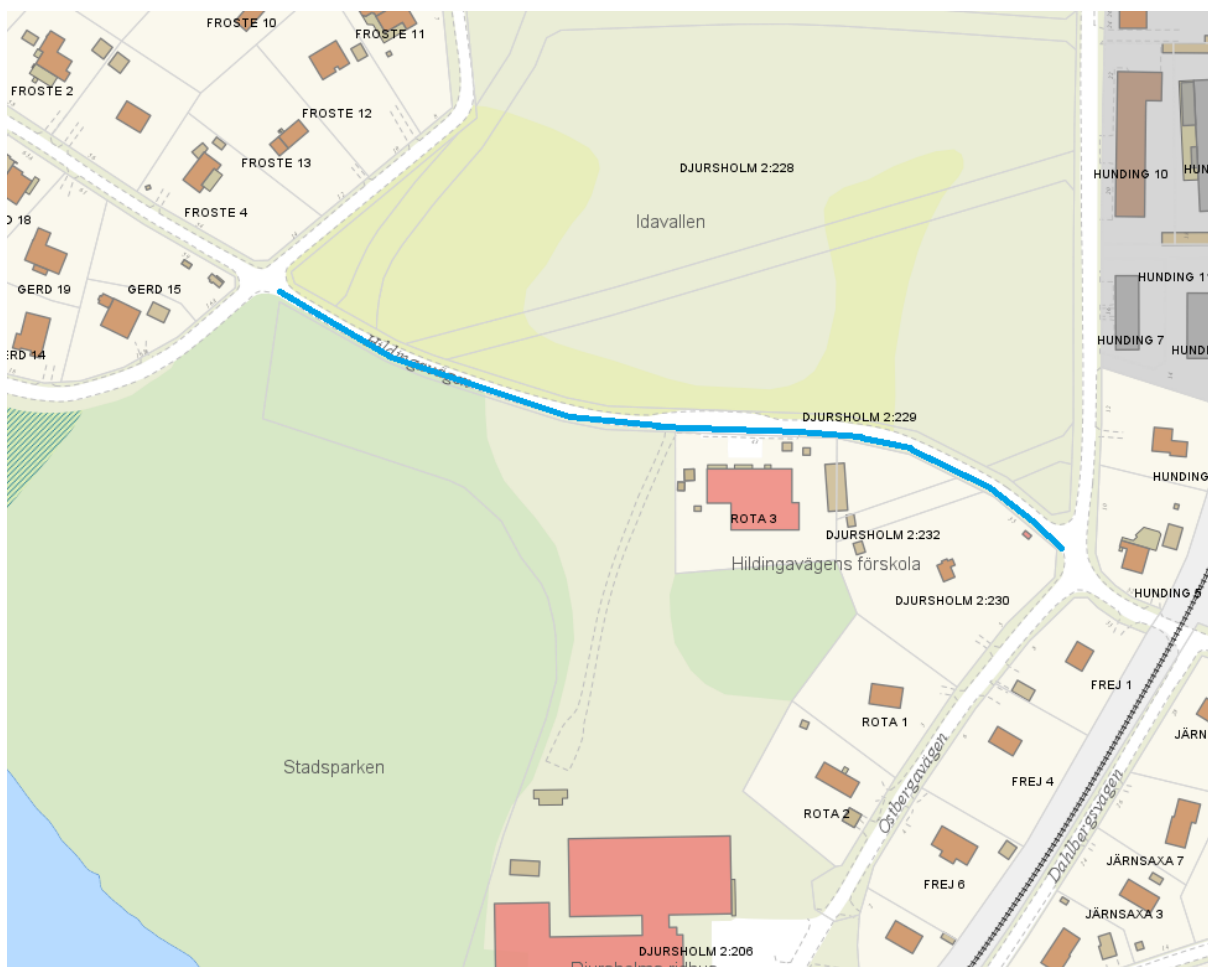 FROSTE 10
FROSTE 11
FROSTE 2
FROSTE 12
FROSTE 13
FROSTE 4
DJURSHOLM 2:228
HUNDING 10
Idavallen
GERD 19
GERD 15
HUNDING 7
Hildingavägen
DJURSHOLM 2:229
ROTA 3
DJURSHOLM 2:232
Hildingavägens förskola
HUNDING 5
DJURSHOLM 2:230
FREJ 1
ROTA 1
Stadsparken
FREJ 4
Östbergavägen
Dahlbergsvägen
ROTA 2
JÄRNSAXA 7
FREJ 6
JÄRNSAXA 3
DJURSHOLM 2:206